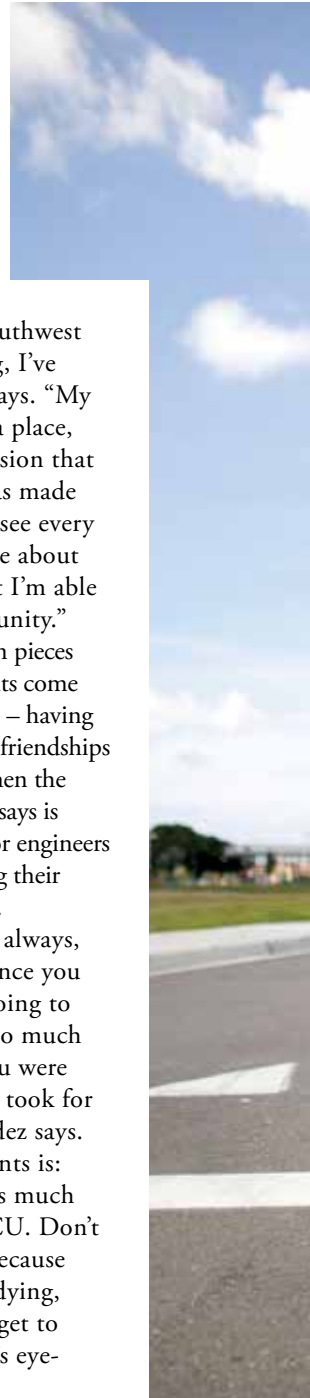 uthwest
g, I've
ays. “My
place,
sion that
s made
see every
e about
t I'm able
unity.”
n pieces
ts come
– having
friendships
hen the
says is
or engineers
g their
always,
nce you
oing to
o much
u were
took for
dez says.
nts is:
s much
CU. Don't
ecause
dying,
get to
s eye-